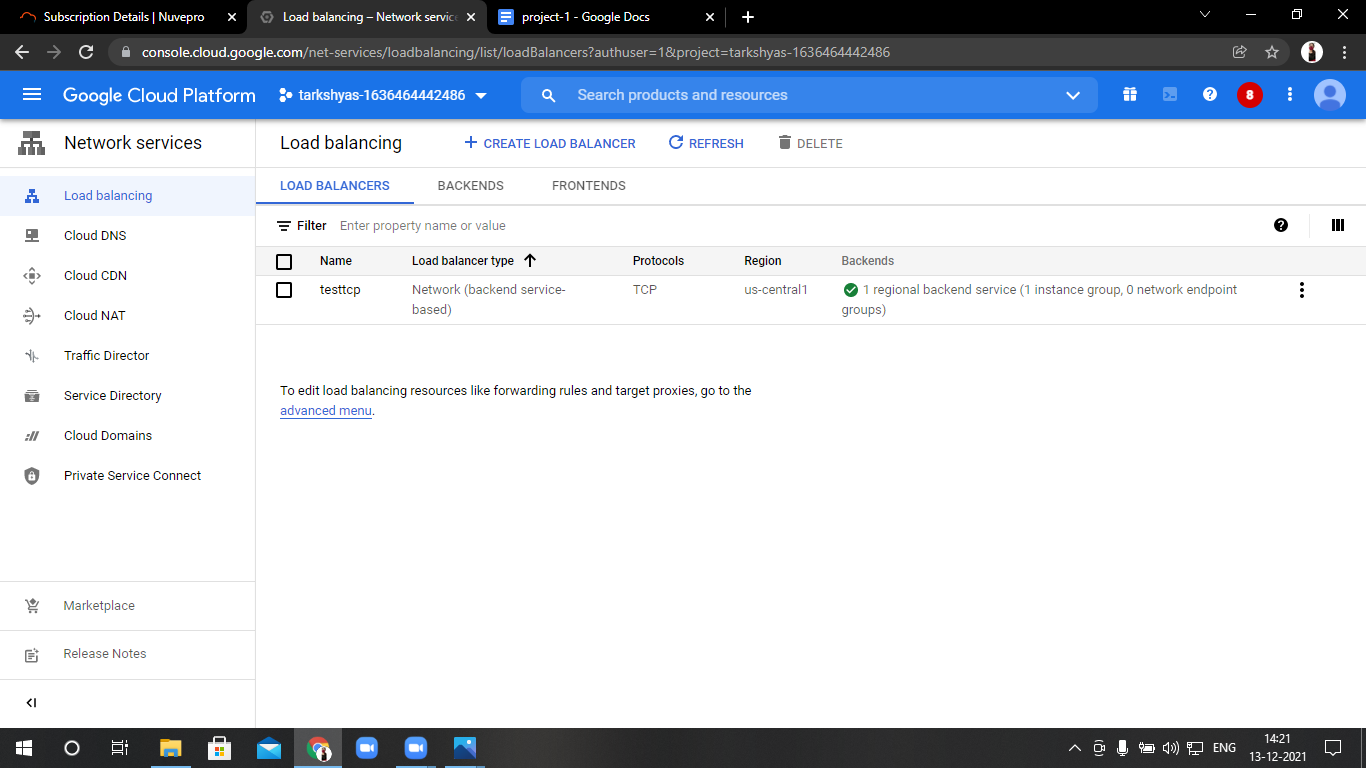 Subscription Details | Nuvepro
Load balancing – Network service
project-1 - Google Docs
console.cloud.google.com/net-services/loadbalancing/list/loadBalancers?authuser=1&project=tarkshyas-1636464442486
Google Cloud Platform
tarkshyas-1636464442486
Search products and resources
8
Network services
Load balancing
CREATE LOAD BALANCER
REFRESH
DELETE
Load balancing
Cloud DNS
Cloud CDN
Cloud NAT
Traffic Director
Service Directory
Cloud Domains
Private Service Connect
Marketplace
Release Notes
LOAD BALANCERS
BACKENDS
FRONTENDS
Filter
Enter property name or value
Name
Load balancer type
Protocols
Region
Backends
testtcp
Network (backend service-
based)
TCP
us-central1
1 regional backend service (1 instance group, 0 network endpoint
groups)
To edit load balancing resources like forwarding rules and target proxies, go to the
advanced menu.
ENG
14:21
13-12-2021